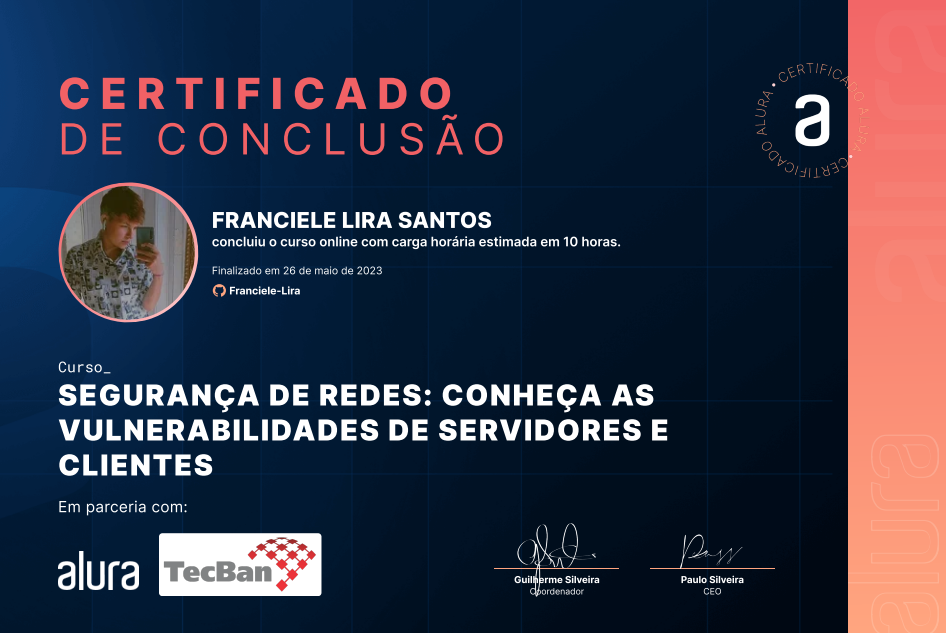 CERTIFICADO
DE CONCLUSÃO
CERTIFICADO ALURA • CERTIFICADO ALURA •
a
FRANCIELE LIRA SANTOS
concluiu o curso online com carga horária estimada em 10 horas.
Finalizado em 26 de maio de 2023
Franciele-Lira
Curso_
SEGURANÇA DE REDES: CONHEÇA AS
VULNERABILIDADES DE SERVIDORES E
CLIENTES
Em parceria com:
alura
TecBan
Guilherme Silveira
Coordenador
Paulo Silveira
CEO
alura
alura